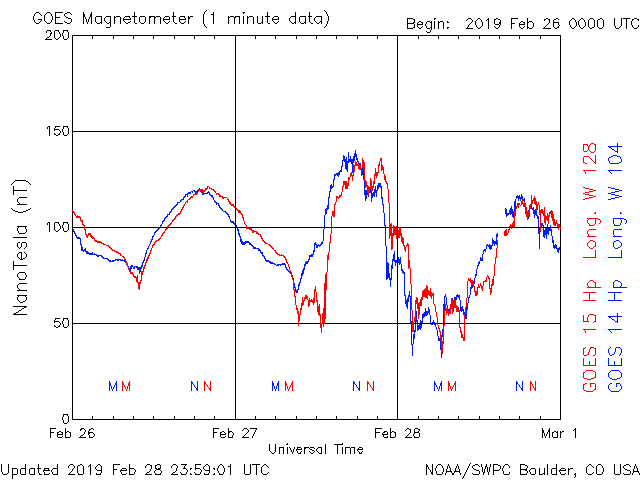 GOES Magnetometer (1 minute data)
Begin: 2019 Feb 26 0000 UTC
200
150
100
50
0
NanoTesla (nT)
M M N N M M N N M M N N
Feb 26 Feb 27 Feb 28 Mar 1
Universal Time
GOES 15 Hp Long. W 128
GOES 14 Hp Long. W 104
Updated 2019 Feb 28 23:59:01 UTC
NOAA/SWPC Boulder, CO USA